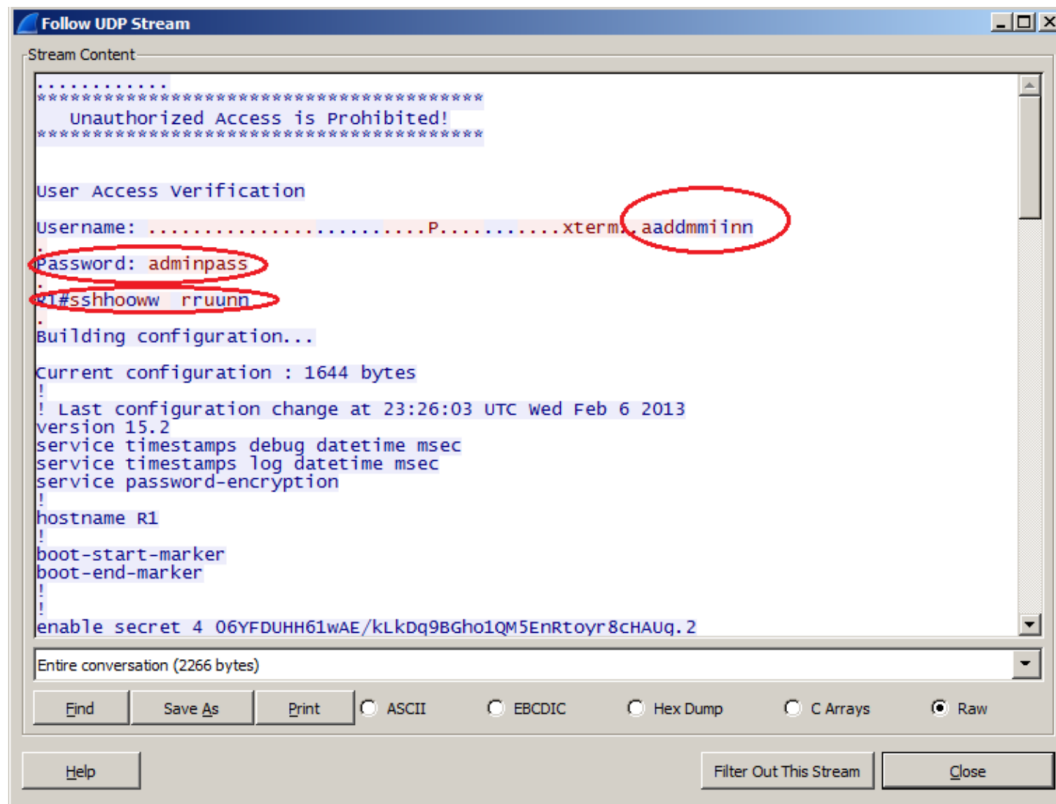 Follow UDP Stream
Stream Content
............
****************************************
Unauthorized Access is Prohibited!
****************************************
User Access Verification
Username: .........................P............xterm..aaddmmiinn
.
Password: adminpass
.
R1#sshhooww  rruunn
.
Building configuration...
Current configuration : 1644 bytes
!
! Last configuration change at 23:26:03 UTC Wed Feb 6 2013
version 15.2
service timestamps debug datetime msec
service timestamps log datetime msec
service password-encryption
!
hostname R1
!
boot-start-marker
boot-end-marker
!
!
enable secret 4 06YFDUHH61wAE/kLkDq9BGho1QM5EnRtoyr8cHAUg.2
Entire conversation (2266 bytes)
Find Save As Print ASCII EBCDIC Hex Dump C Arrays Raw
Help Filter Out This Stream Close